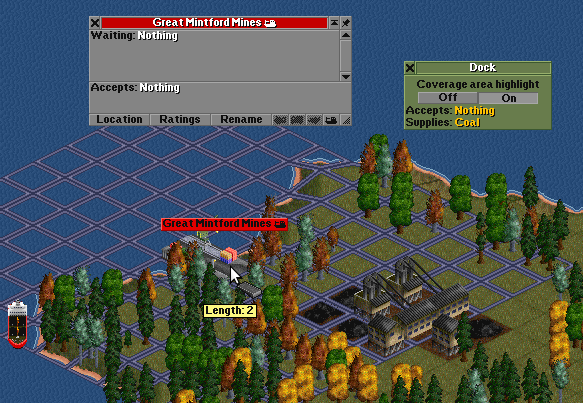 Great Mintford Mines
Waiting: Nothing
Accepts: Nothing
Location Ratings Rename
Dock
Coverage area highlight
Off On
Accepts: Nothing
Supplies: Coal
Great Mintford Mines
Length: 2